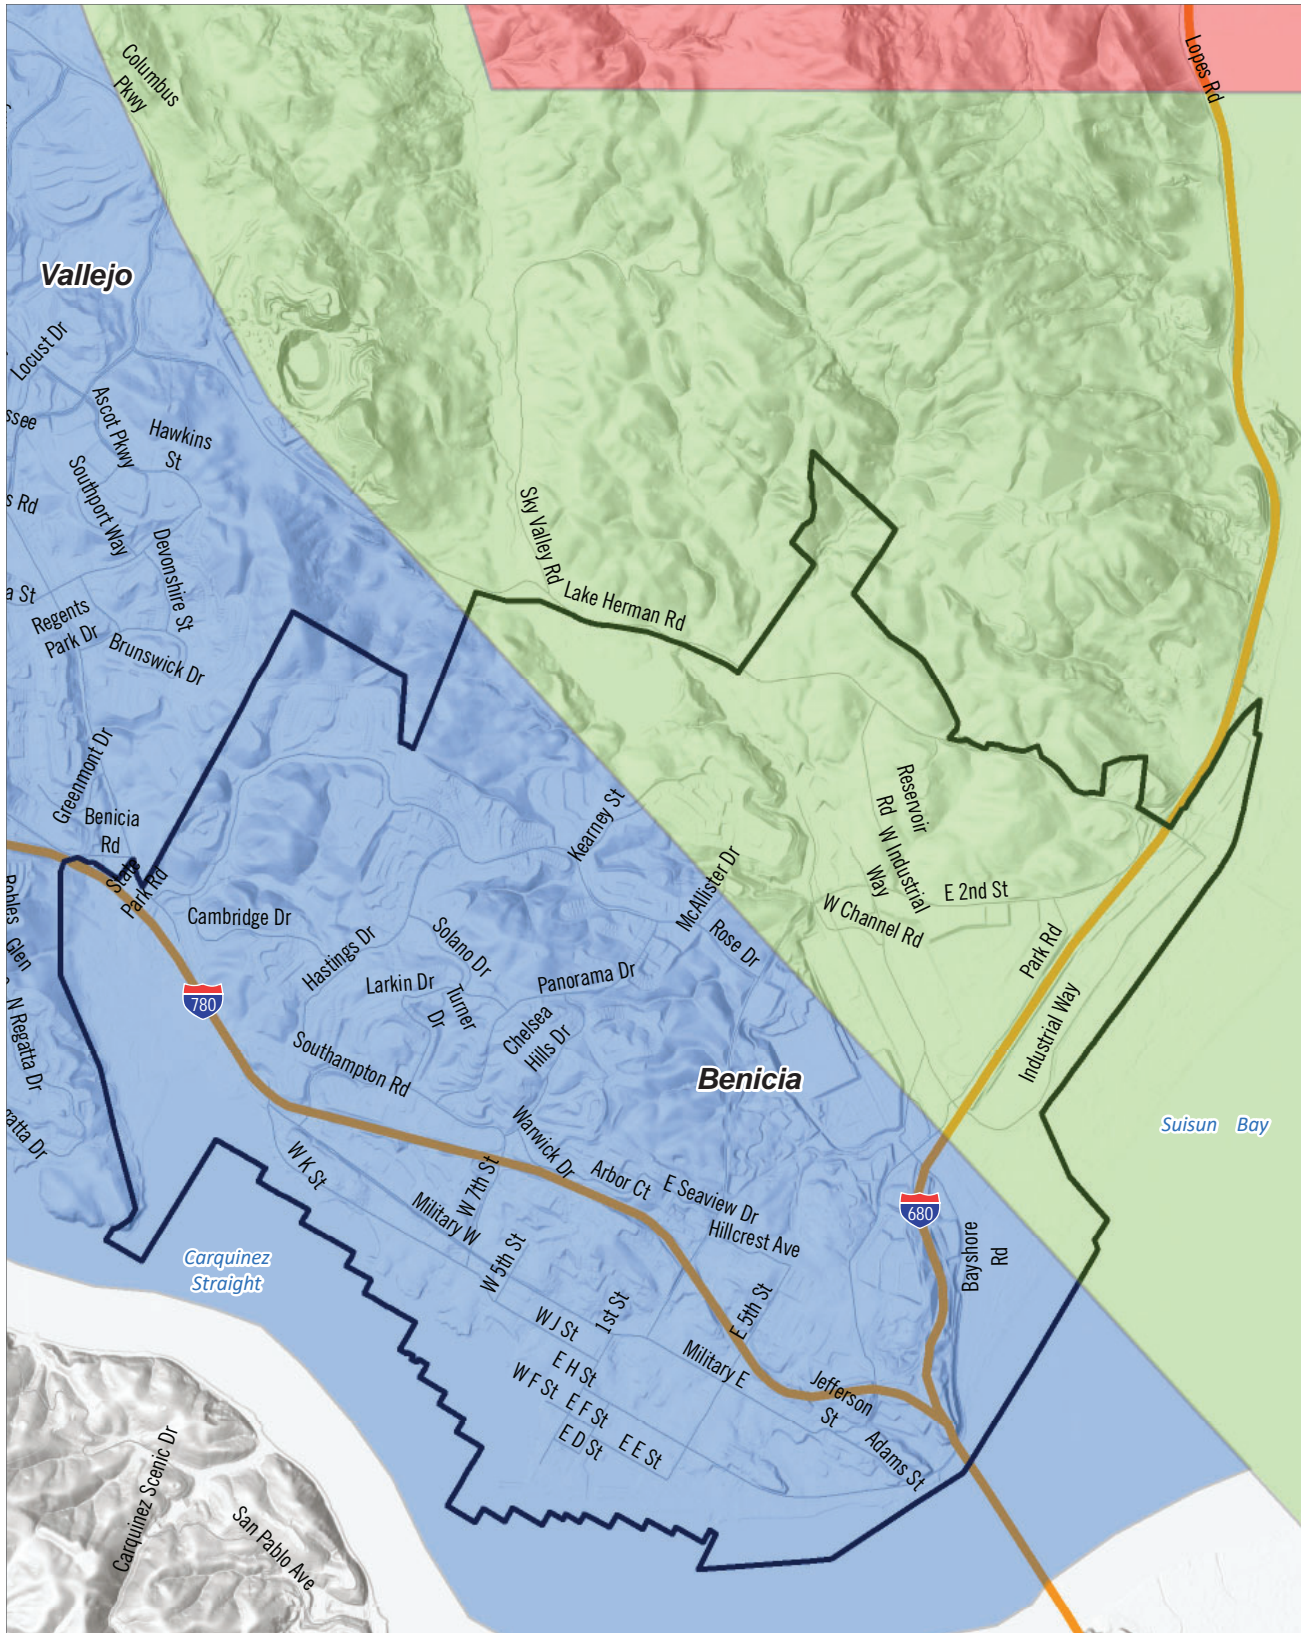 Lopes Rd
Columbus
Pkwy
Vallejo
Locust Dr
ssee
Ascot Pkwy
Hawkins
St
Southport Way
s Rd
Devonshire St
Sky Valley Rd
a St
Regents
Park Dr
Lake Herman Rd
Brunswick Dr
Greenmont Dr
Benicia
Rd
Kearney St
Reservoir
Rd
W Industrial
Way
State
Park Rd
McAllister Dr
E 2nd St
Robles
Cambridge Dr
W Channel Rd
Glen
Hastings Dr
Solano Dr
Rose Dr
Park Rd
Larkin Dr
Panorama Dr
780
Turner
Dr
N Regatta Dr
Chelsea
Hills Dr
Industrial Way
Southampton Rd
Benicia
gatta Dr
Suisun Bay
Warwick Dr
W K St
W 7th St
Arbor Ct
E Seaview Dr
680
Military W
Hillcrest Ave
Bayshore
Rd
Carquinez
Straight
W 5th St
1st St
E 5th St
W J St
Military E
E H St
W F St
Jefferson
St
E F St
E D St
E E St
Adams St
Carquinez Scenic Dr
San Pablo Ave